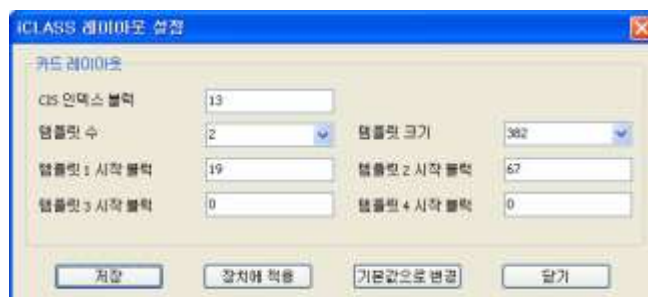 iCLASS 레이아웃 설정
카드 레이아웃
CIS 인덱스 블럭 13
템플릿 수 2 템플릿 크기 382
템플릿 1 시작 블럭 19 템플릿 2 시작 블럭 67
템플릿 3 시작 블럭 0 템플릿 4 시작 블럭 0
저장 장치에 적용 기본값으로 변경 닫기